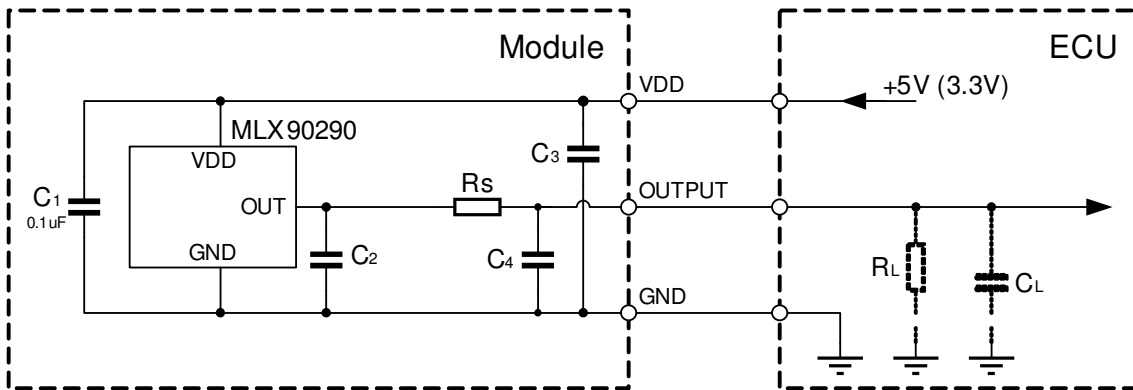 Module
ECU
VDD
+5V (3.3V)
MLX90290
VDD
C3
C1
0.1uF
OUT
Rs
OUTPUT
GND
C2
C4
RL
CL
GND